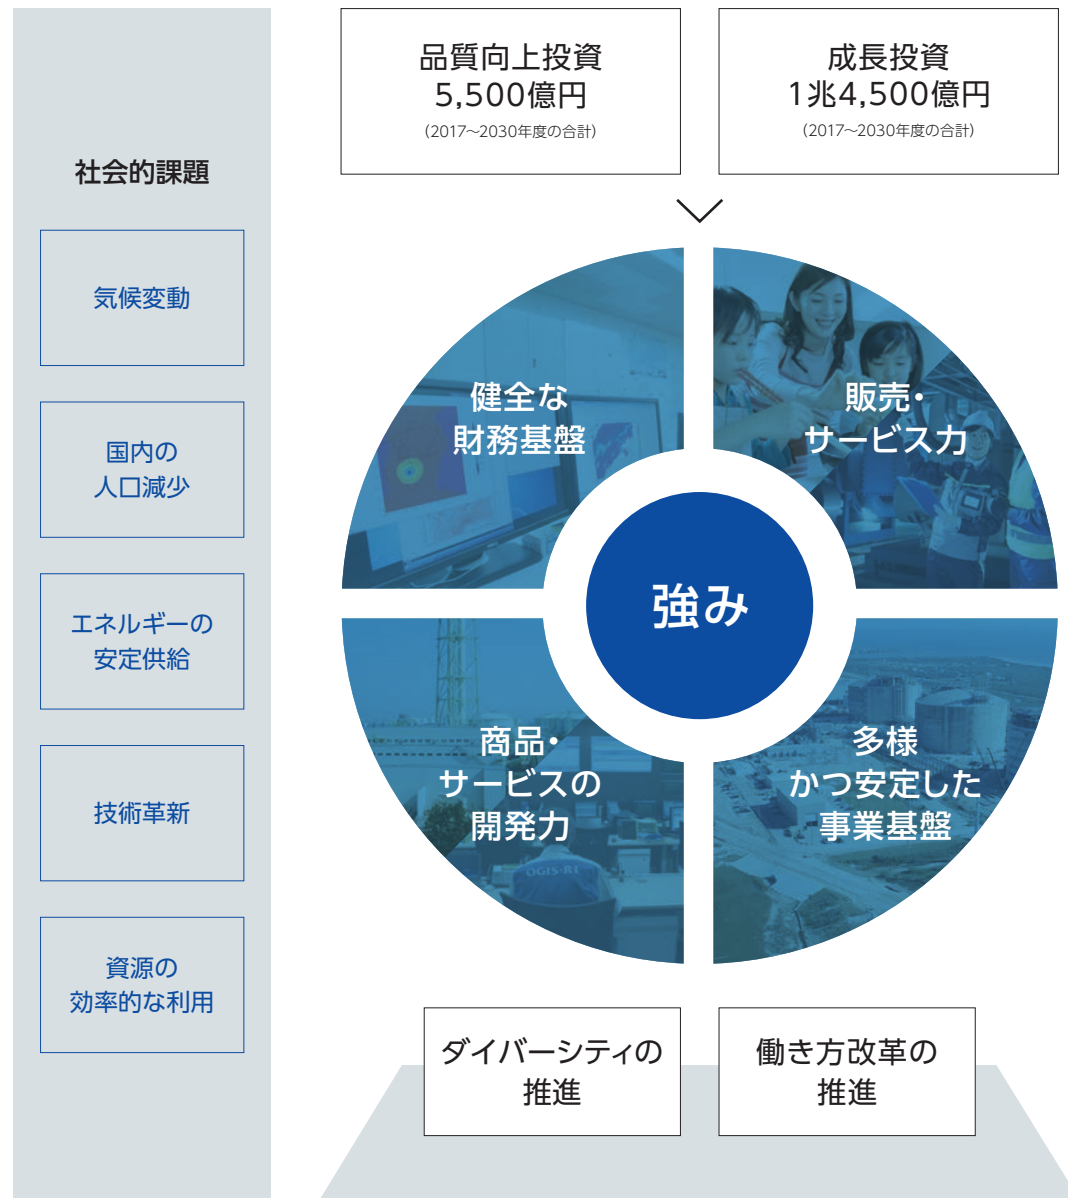 社会的課題
気候変動
国内の
人口減少
エネルギーの
安定供給
技術革新
資源の
効率的な利用
品質向上投資
5,500億円
(2017〜2030年度の合計)
成長投資
1兆4,500億円
(2017〜2030年度の合計)
健全な
財務基盤
販売・
サービス力
強み
商品・
サービスの
開発力
OGIS-RI
多様
かつ安定した
事業基盤
ダイバーシティの
推進
働き方改革の
推進